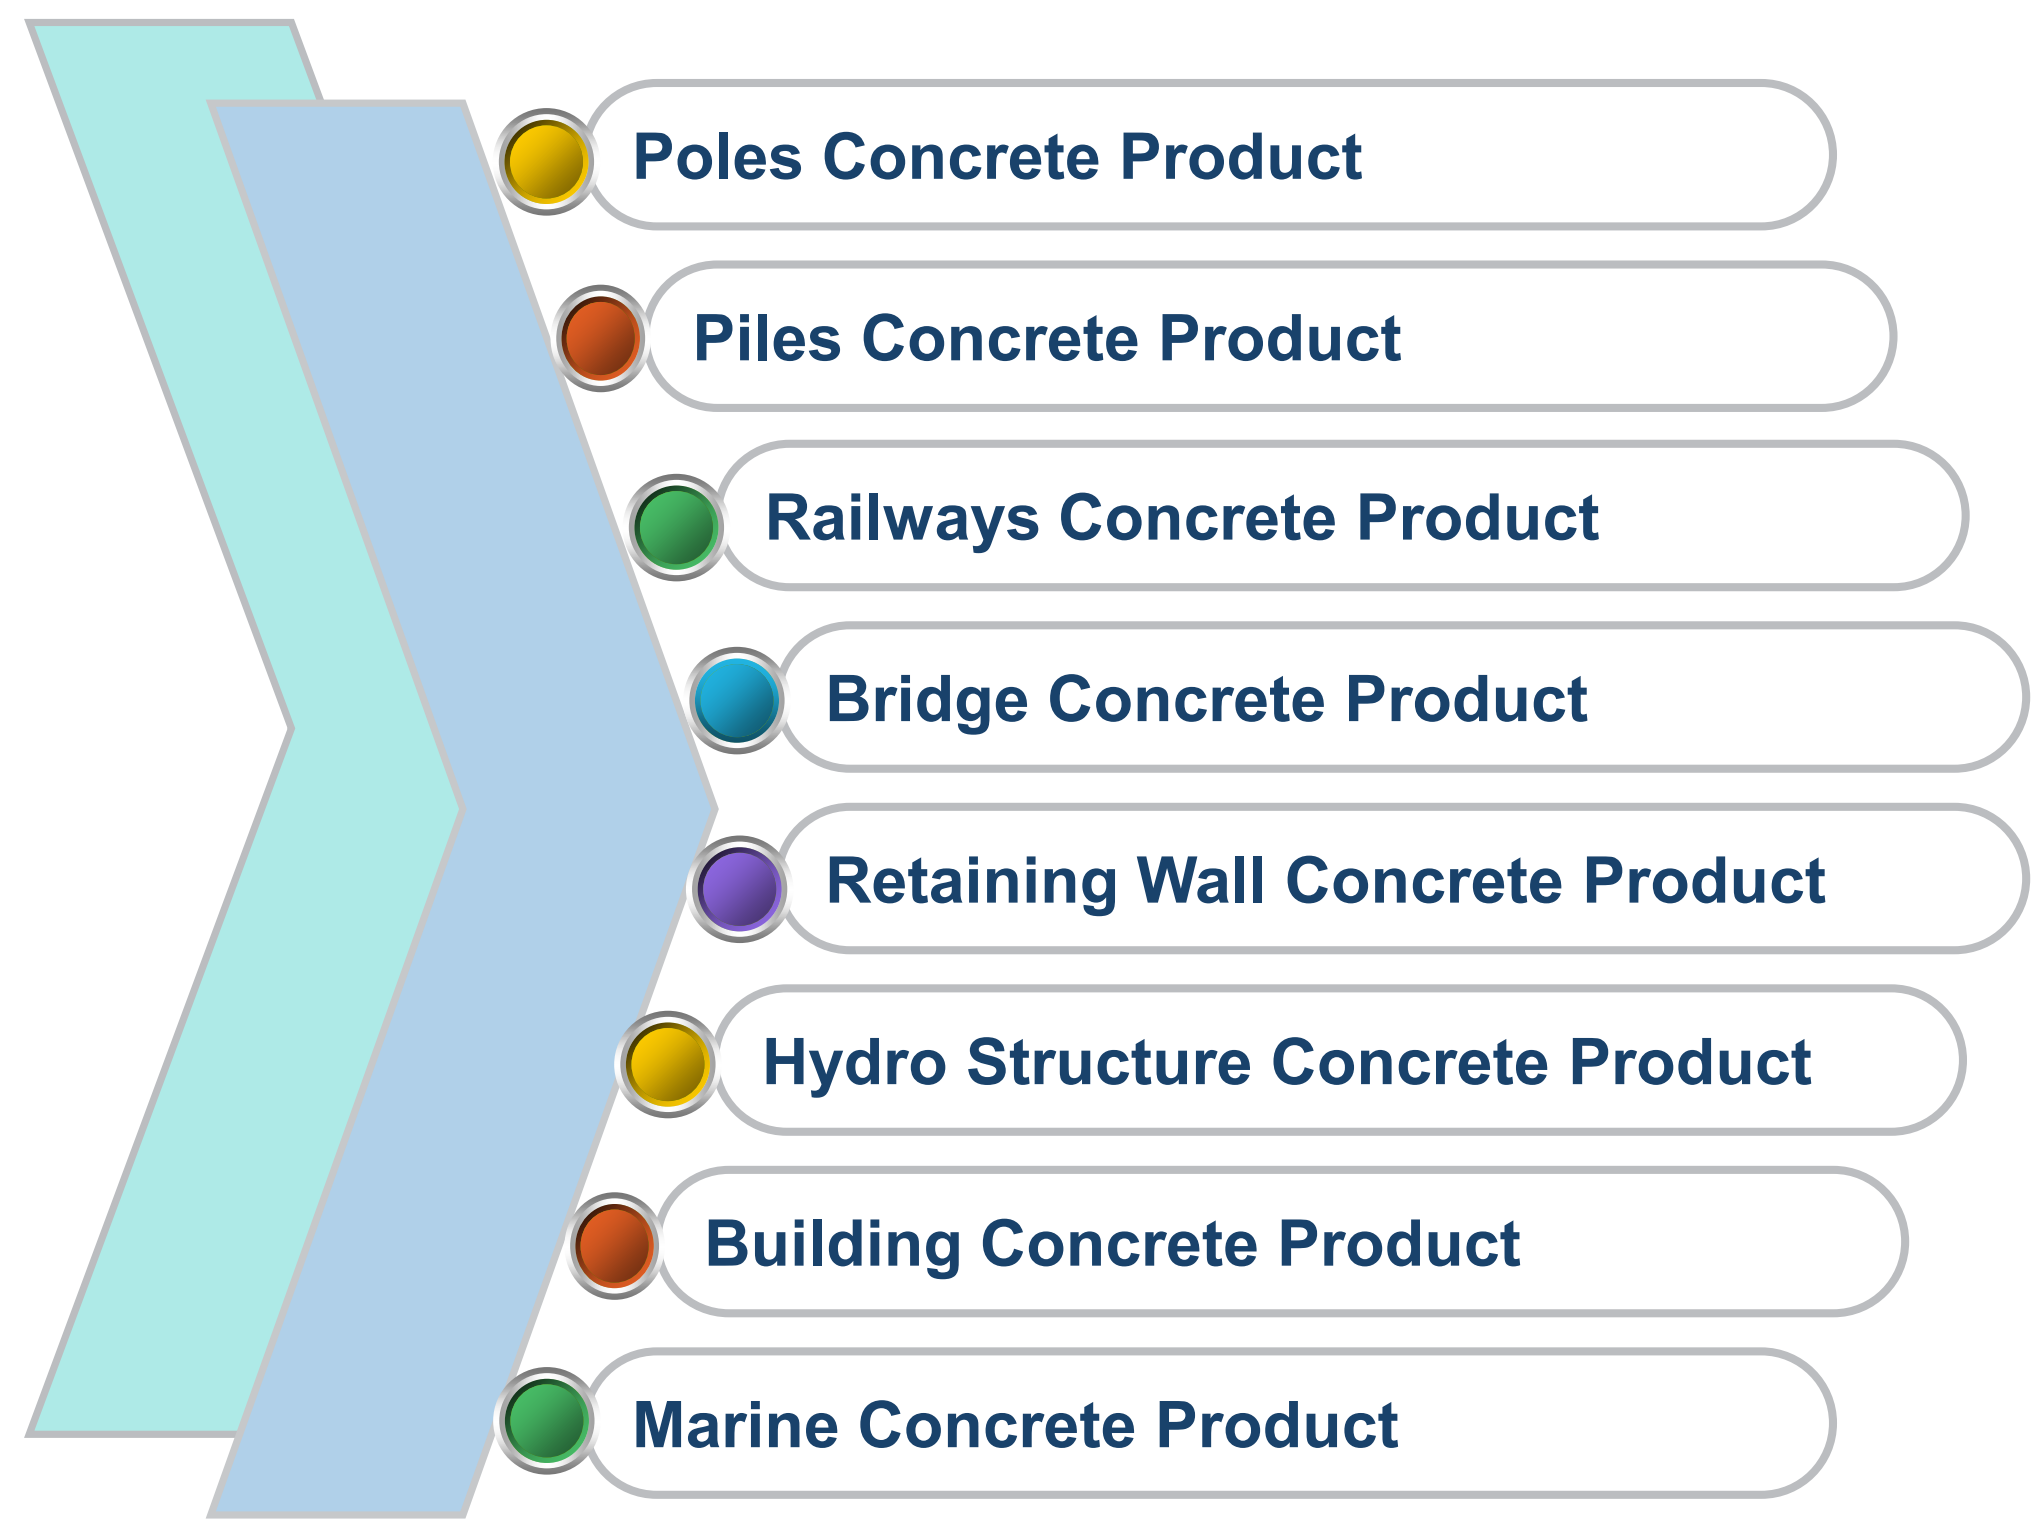 Poles Concrete Product
Piles Concrete Product
Railways Concrete Product
Bridge Concrete Product
Retaining Wall Concrete Product
Hydro Structure Concrete Product
Building Concrete Product
Marine Concrete Product